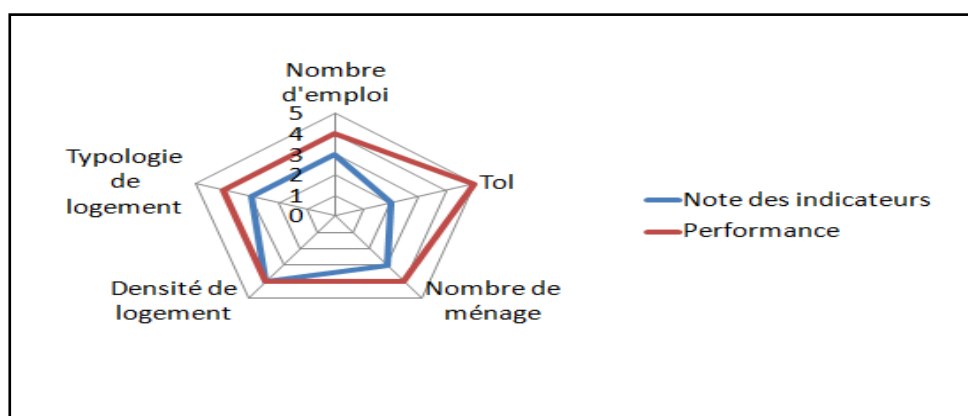 Nombre
d'emploi
5
4
3
2
1
0
Tol
Nombre de
ménage
Densité de
logement
Typologie
de
logement
Note des indicateurs
Performance